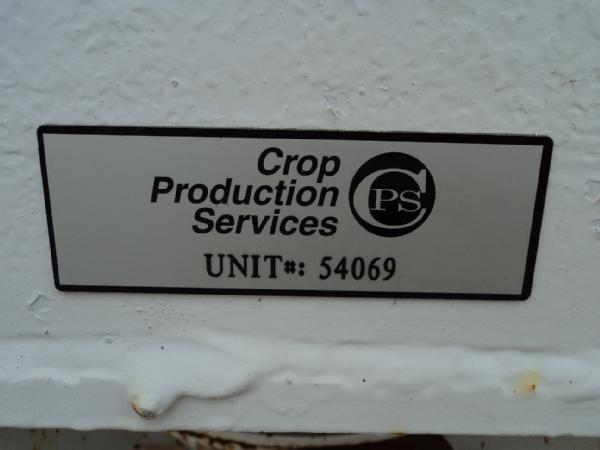 Crop
Production
Services
CPS
UNIT#: 54069